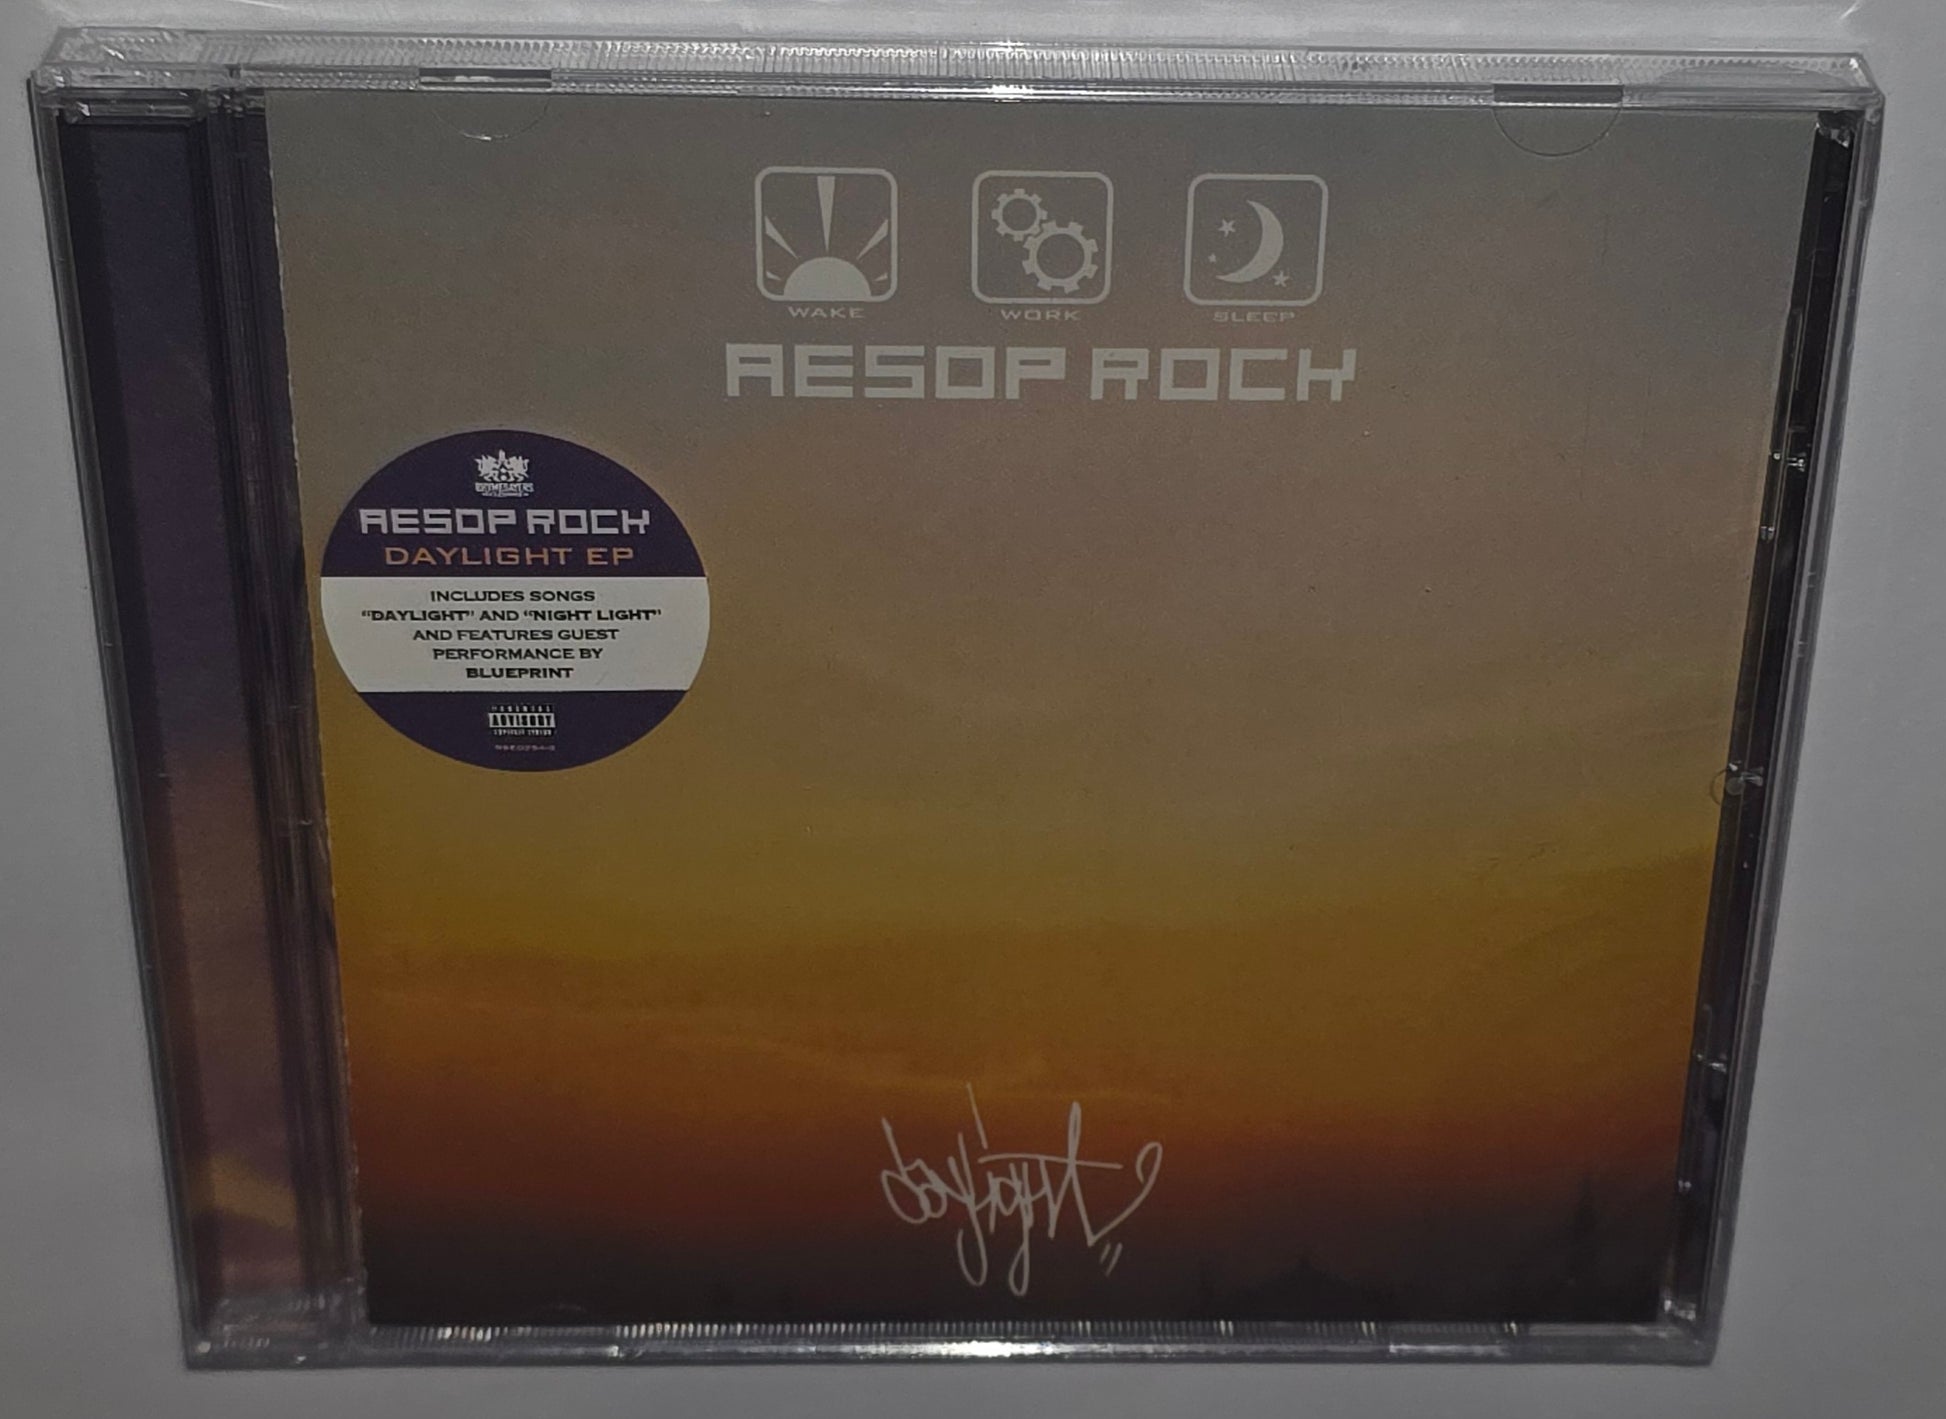 WAKE WORK SLEEP
AESOP ROCK
RHYMESAYERS
AESOP ROCK
DAYLIGHT EP
INCLUDES SONGS
"DAYLIGHT" AND "NIGHT LIGHT"
AND FEATURES GUEST
PERFORMANCE BY
BLUEPRINT
PARENTAL
ADVISORY
EXPLICIT LYRICS
daylight